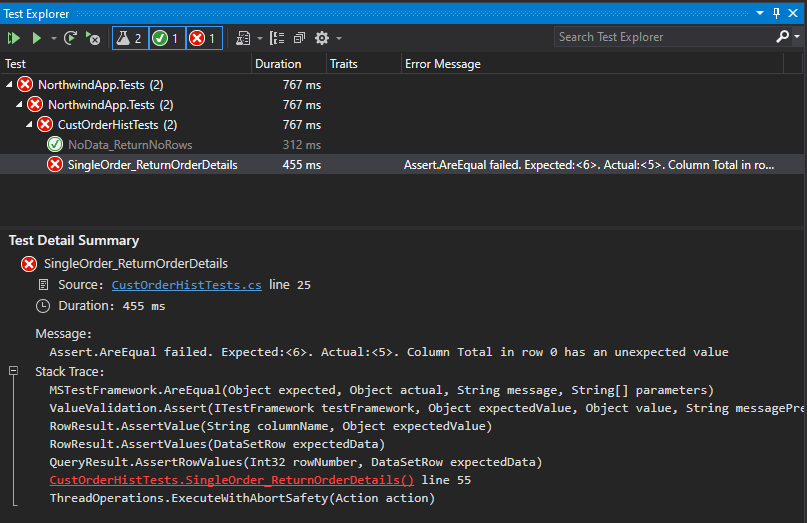 Test Explorer
2 1 1 Search Test Explorer
Test Duration Traits Error Message
NorthwindApp.Tests (2) 767 ms
NorthwindApp.Tests (2) 767 ms
CustOrderHistTests (2) 767 ms
NoData_ReturnNoRows 312 ms
SingleOrder_ReturnOrderDetails 455 ms Assert.AreEqual failed. Expected:<6>. Actual:<5>. Column Total in ro...
Test Detail Summary
SingleOrder_ReturnOrderDetails
Source: CustOrderHistTests.cs line 25
Duration: 455 ms
Message:
Assert.AreEqual failed. Expected:<6>. Actual:<5>. Column Total in row 0 has an unexpected value
Stack Trace:
MSTestFramework.AreEqual(Object expected, Object actual, String message, String[] parameters)
ValueValidation.Assert(ITestFramework testFramework, Object expectedValue, Object value, String messagePre
RowResult.AssertValue(String columnName, Object expectedValue)
RowResult.AssertValues(DataSetRow expectedData)
QueryResult.AssertRowValues(Int32 rowNumber, DataSetRow expectedData)
CustOrderHistTests.SingleOrder_ReturnOrderDetails() line 55
ThreadOperations.ExecuteWithAbortSafety(Action action)